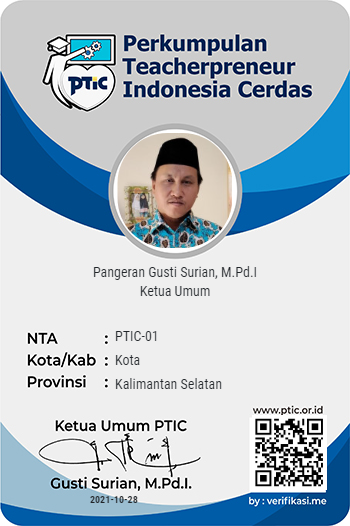 PTIC
Perkumpulan
Teacherpreneur
Indonesia Cerdas
Pangeran Gusti Surian, M.Pd.I
Ketua Umum
NTA : PTIC-01
Kota/Kab : Kota
Provinsi : Kalimantan Selatan
www.ptic.or.id
Ketua Umum PTIC
Gusti Surian, M.Pd.I.
2021-10-28
by : verifikasi.me